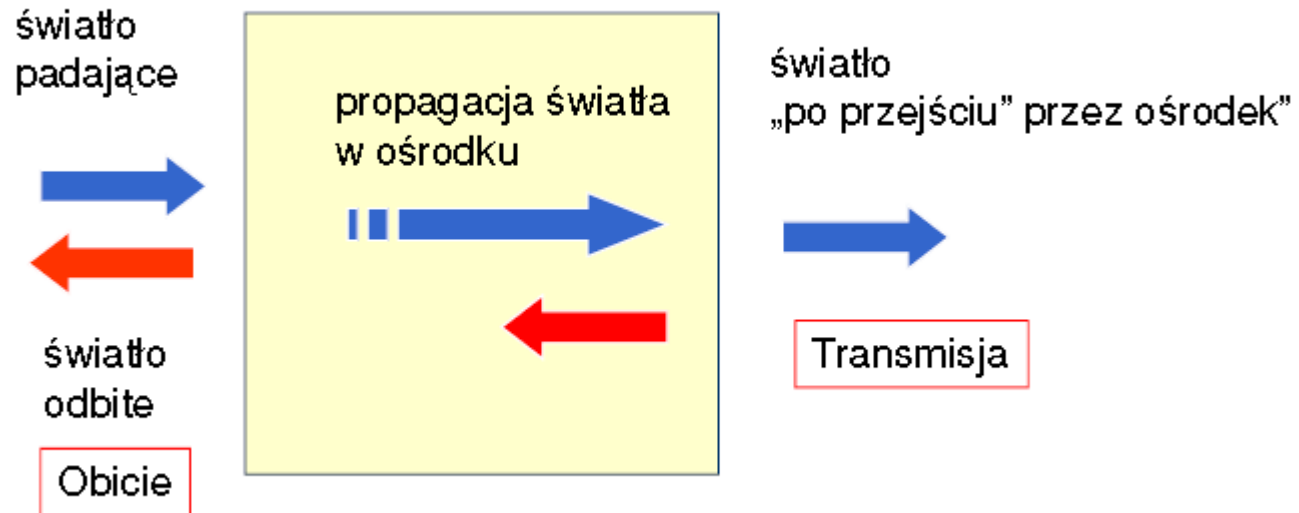 światło
padające
propagacja światła
w ośrodku
światło
„po przejściu” przez ośrodek”
światło
odbite
Obicie
Transmisja